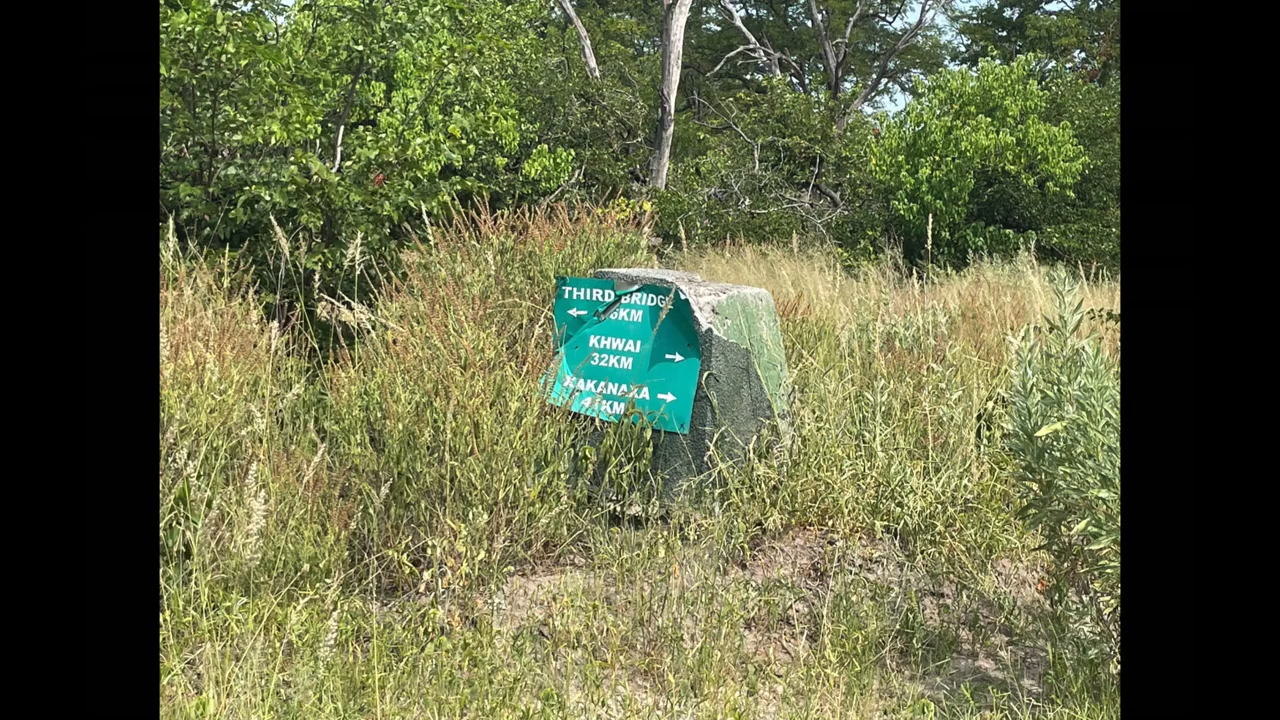 THIRD BRIDGE
←
KHWAI
32KM →
XAKANAXA →